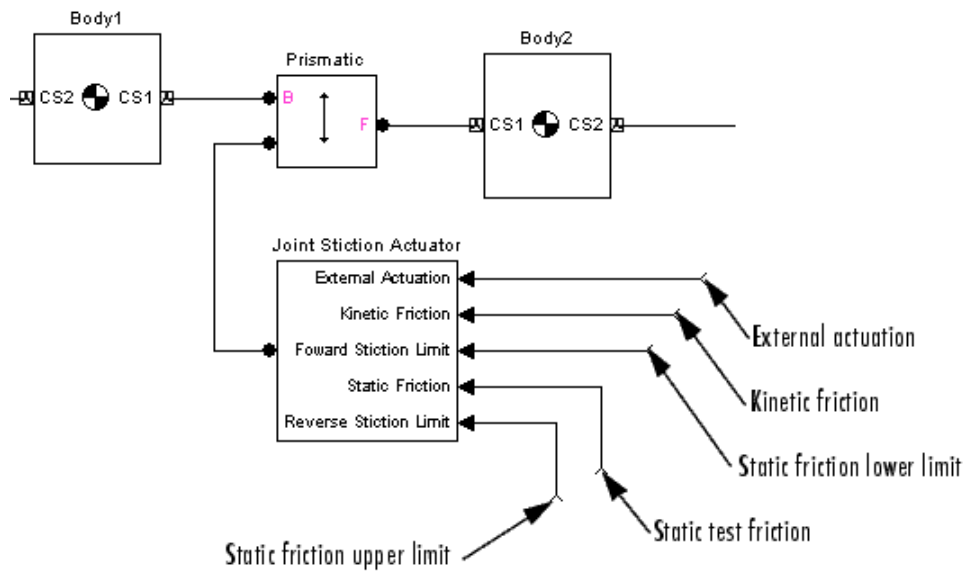 Body1
Body2
Prismatic
CS2 CS1
B
F
CS1 CS2
Joint Stiction Actuator
External Actuation
Kinetic Friction
Foward Stiction Limit
Static Friction
Reverse Stiction Limit
External actuation
Kinetic friction
Static friction lower limit
Static test friction
Static friction upper limit